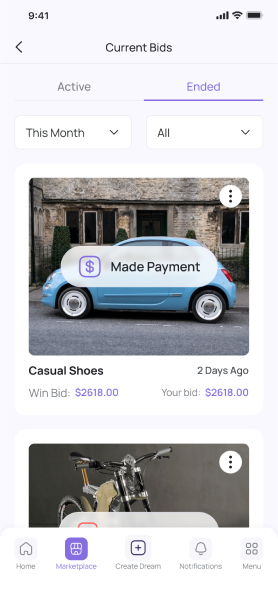 9:41
Current Bids
Active Ended
This Month All
Made Payment
Casual Shoes 2 Days Ago
Win Bid: $2618.00 Your bid: $2618.00
Home Marketplace Create Dream Notifications Menu